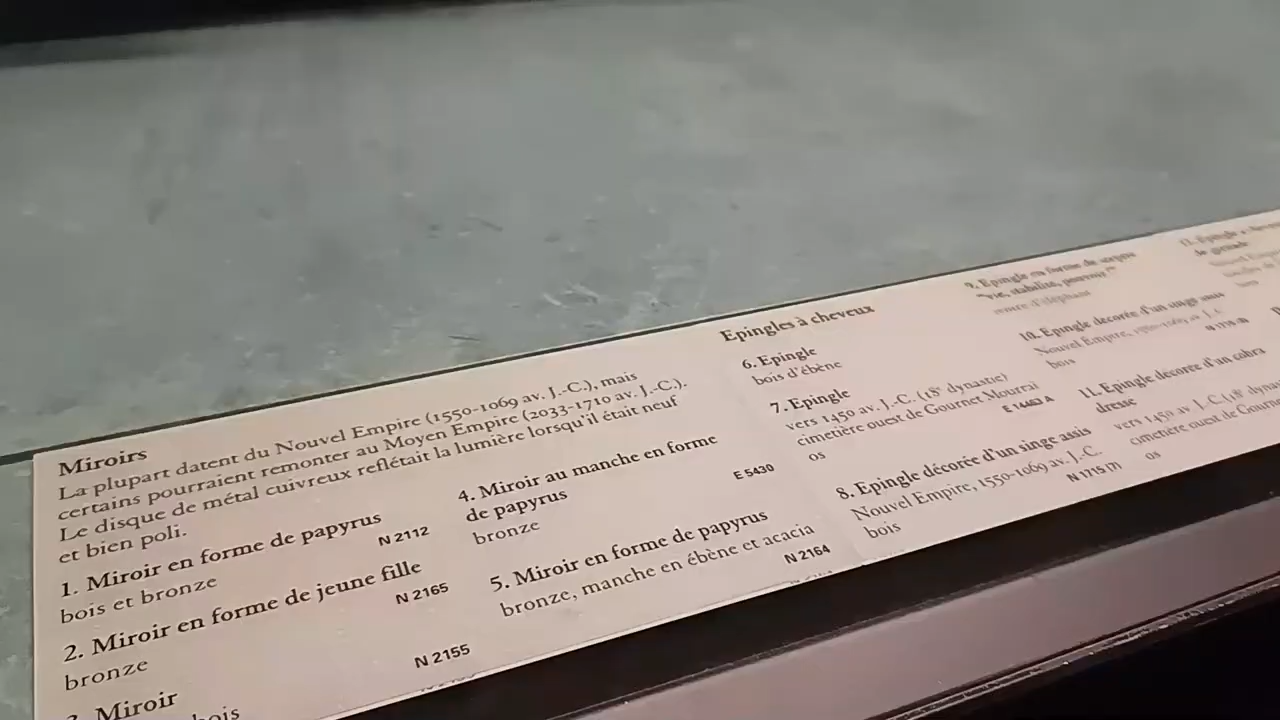 Miroirs
La plupart datent du Nouvel Empire (1550-1069 av. J.-C.), mais
certains pourraient remonter au Moyen Empire (2033-1710 av. J.-C.).
Le disque de métal cuivreux reflétait la lumière lorsqu'il était neuf
et bien poli.
1. Miroir en forme de papyrus
bois et bronze
N 2112
2. Miroir en forme de jeune fille
bronze
N 2165
3. Miroir
bois
N 2155
4. Miroir au manche en forme
de papyrus
bronze
E 5430
5. Miroir en forme de papyrus
bronze, manche en ébène et acacia
N 2164
Epingles à cheveux
6. Epingle
bois d'ébène
7. Epingle
vers 1450 av. J.-C. (18e dynastie)
cimetière ouest de Gournet Mourraï
os
E 14462 A
8. Epingle décorée d'un singe assis
Nouvel Empire, 1550-1069 av. J.-C.
bois
N 1715.171
9. Epingle en forme de sceptre
"vie, stabilité, pouvoir"
10. Epingle décorée d'un singe assis
Nouvel Empire, 1550-1069 av. J.-C.
bois
11. Epingle décorée d'un cobra
dressé
vers 1450 av. J.-C. (18e
cimetière ouest de
os